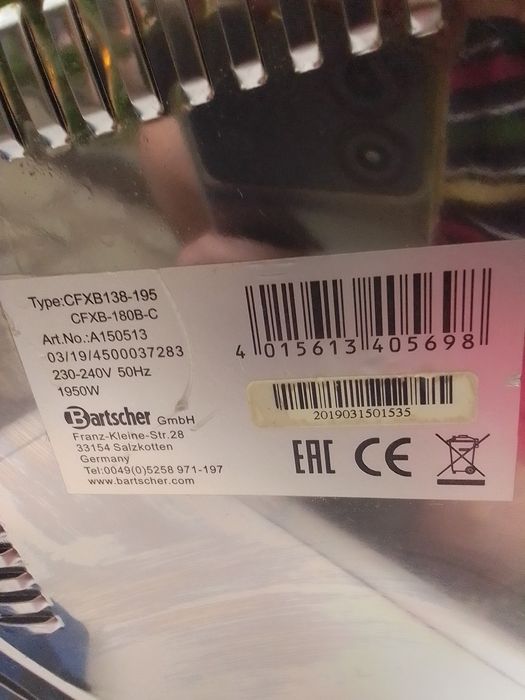 Type:CFXB138-195
CFXB-180B-C
Art.No.:A150513
03/19/4500037283
230-240V 50Hz
1950W
Bartscher GmbH
Franz-Kleine-Str.28
33154 Salzkotten
Germany
Tel:0049(0)5258 971-197
www.bartscher.com
4 015613 405698
2019031501535
EAC CE